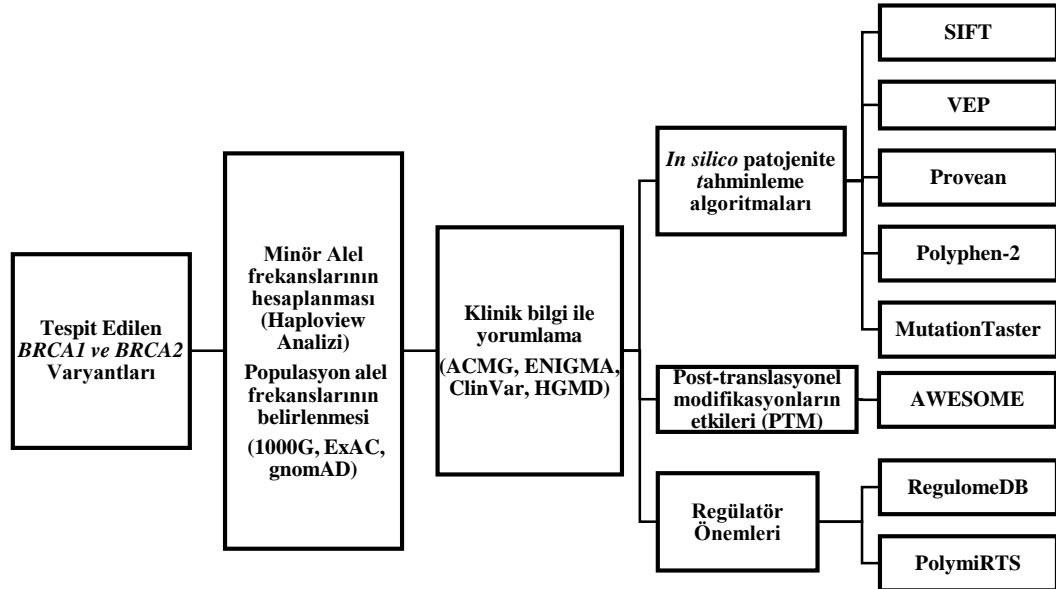 Tespit Edilen
BRCA1 ve BRCA2
Varyantları
Minör Alel
frekanslarının
hesaplanması
(Haploview
Analizi)
Populasyon alel
frekanslarının
belirlenmesi
(1000G, ExAC,
gnomAD)
Klinik bilgi ile
yorumlama
(ACMG, ENIGMA,
ClinVar, HGMD)
In silico patojenite
tahminleme
algoritmaları
SIFT
VEP
Provean
Polyphen-2
MutationTaster
Post-translasyonel
modifikasyonların
etkileri (PTM)
AWESOME
Regülatör
Önemleri
RegulomeDB
PolymiRTS